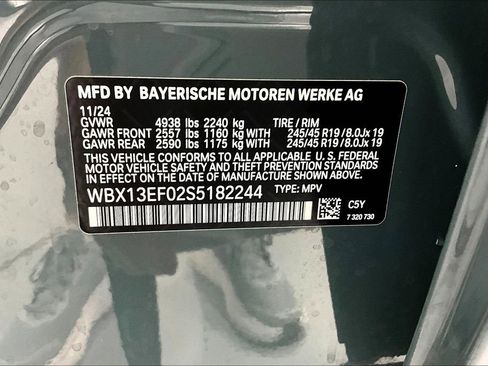 MFD BY BAYERISCHE MOTOREN WERKE AG
11/24
GVWR 4938 lbs 2240 kg TIRE / RIM
GAWR FRONT 2557 lbs 1160 kg WITH 245/45 R19 / 8.0Jx 19
GAWR REAR 2590 lbs 1175 kg WITH 245/45 R19 / 8.0Jx 19
THIS VEHICLE CONFORMS TO ALL APPLICABLE U.S. FEDERAL MOTOR
VEHICLE SAFETY AND THEFT PREVENTION STANDARDS
IN EFFECT ON THE DATE OF MANUFACTURE SHOWN ABOVE.
WBX13EF02S5182244 TYPE: MPV
C5Y
7 320 730